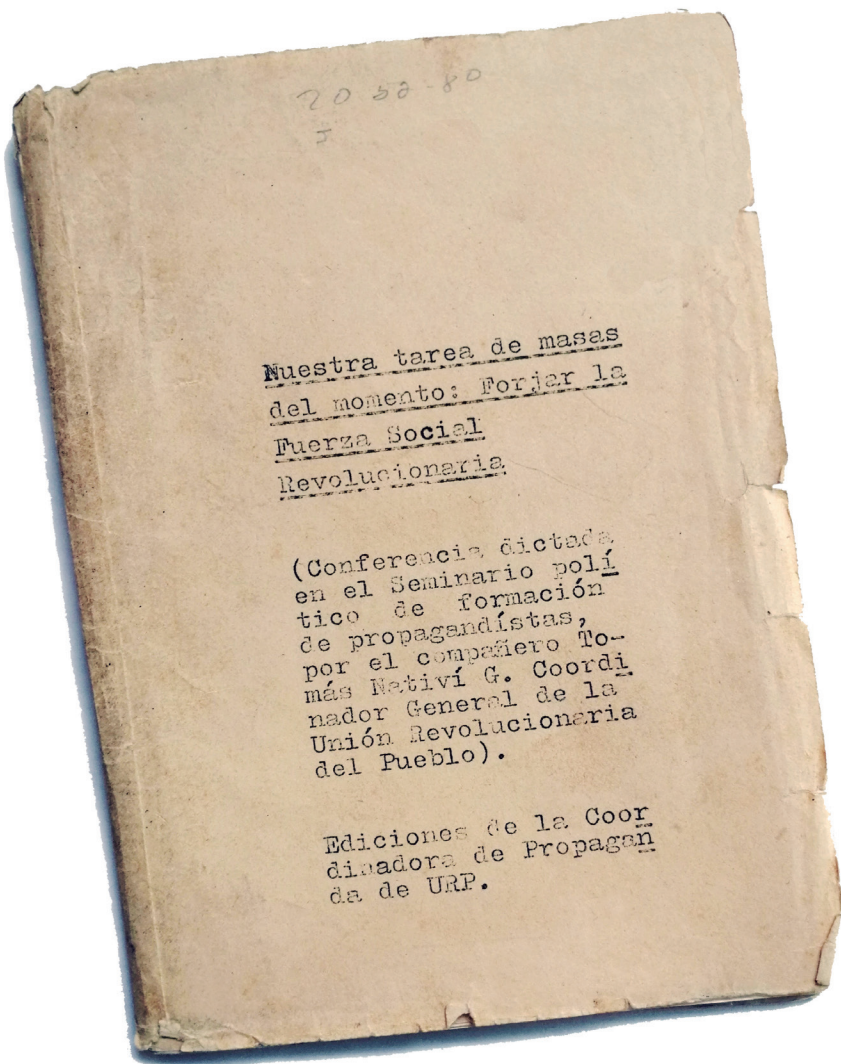 Nuestra tarea de masas
del momento: Forjar la
Fuerza Social
Revolucionaria
(Conferencia dictada
en el Seminario polí
tico de formación
de propagandístas,
por el compañero To-
más Nativí G. Coordi
nador General de la
Unión Revolucionaria
del Pueblo).
Ediciones de la Coor
dinadora de Propagan
da de URP.